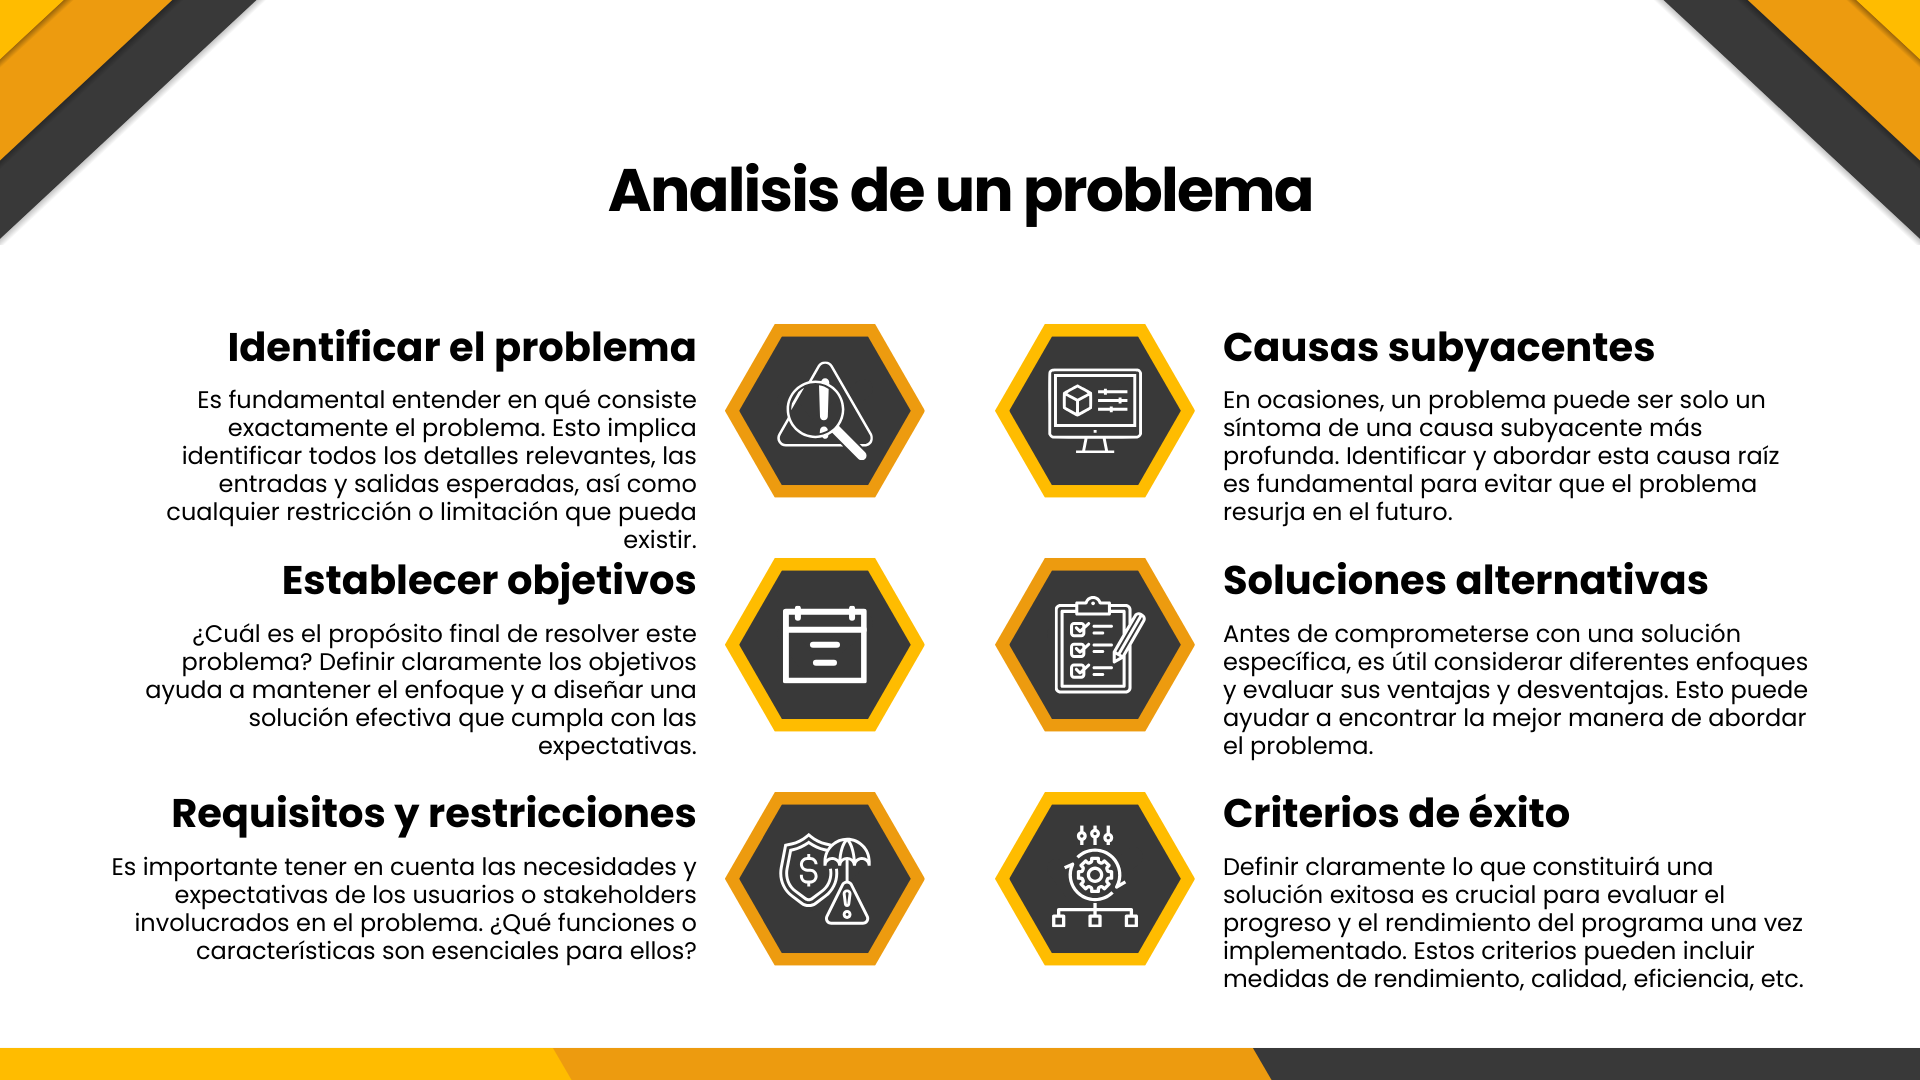 Analisis de un problema
Identificar el problema
Es fundamental entender en qué consiste
exactamente el problema. Esto implica
identificar todos los detalles relevantes, las
entradas y salidas esperadas, así como
cualquier restricción o limitación que pueda
existir.
Establecer objetivos
¿Cuál es el propósito final de resolver este
problema? Definir claramente los objetivos
ayuda a mantener el enfoque y a diseñar una
solución efectiva que cumpla con las
expectativas.
Requisitos y restricciones
Es importante tener en cuenta las necesidades y
expectativas de los usuarios o stakeholders
involucrados en el problema. ¿Qué funciones o
características son esenciales para ellos?
Causas subyacentes
En ocasiones, un problema puede ser solo un
síntoma de una causa subyacente más
profunda. Identificar y abordar esta causa raíz
es fundamental para evitar que el problema
resurja en el futuro.
Soluciones alternativas
Antes de comprometerse con una solución
específica, es útil considerar diferentes enfoques
y evaluar sus ventajas y desventajas. Esto puede
ayudar a encontrar la mejor manera de abordar
el problema.
Criterios de éxito
Definir claramente lo que constituirá una
solución exitosa es crucial para evaluar el
progreso y el rendimiento del programa una vez
implementado. Estos criterios pueden incluir
medidas de rendimiento, calidad, eficiencia, etc.